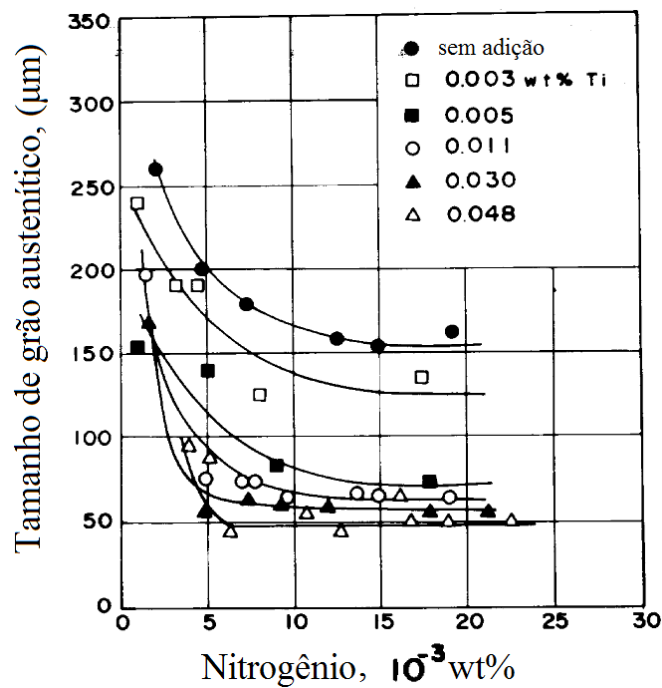 350
300
250
200
150
100
50
0
Tamanho de grão austenítico, (μm)
sem adição
0.003 wt% Ti
0.005
0.011
0.030
0.048
0 5 10 15 20 25 30
Nitrogênio, 10⁻³ wt%